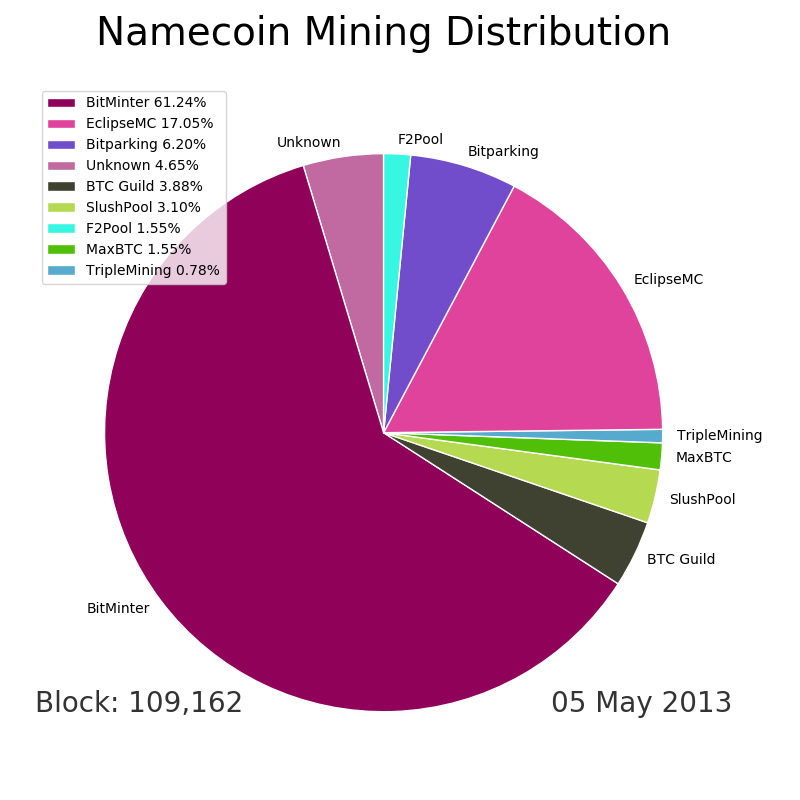 Namecoin Mining Distribution
BitMinter 61.24%
EclipseMC 17.05%
Bitparking 6.20%
Unknown 4.65%
BTC Guild 3.88%
SlushPool 3.10%
F2Pool 1.55%
MaxBTC 1.55%
TripleMining 0.78%
Unknown
F2Pool
Bitparking
EclipseMC
TripleMining
MaxBTC
SlushPool
BTC Guild
BitMinter
Block: 109,162
05 May 2013